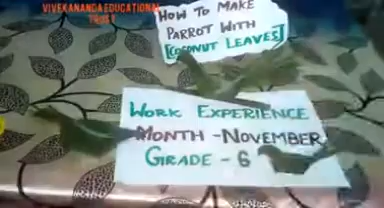 VIVEKANANDA EDUCATIONAL
TRUST
HOW TO MAKE
PARROT WITH
[COCONUT LEAVES]
WORK EXPERIENCE
MONTH - NOVEMBER
GRADE - 6